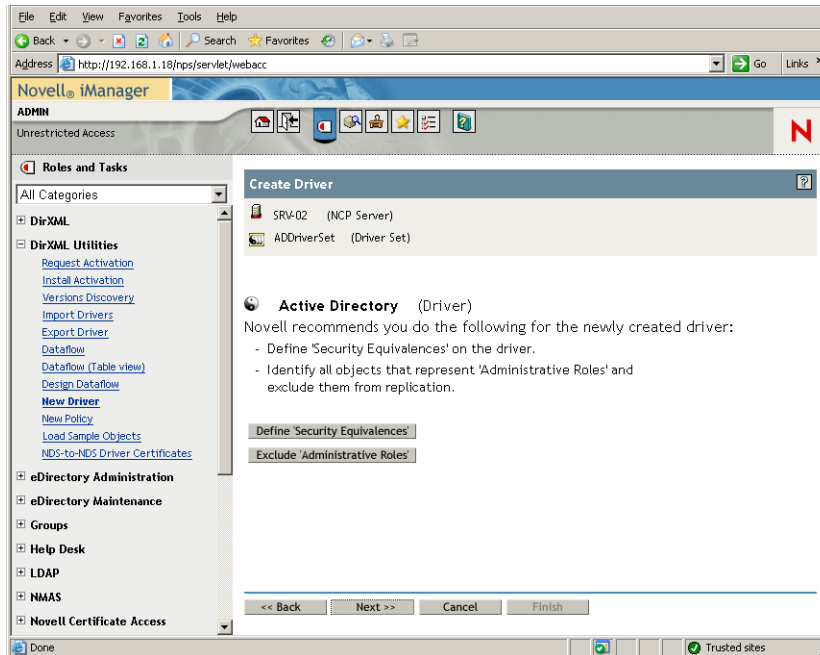 File Edit View Favorites Tools Help
Back Search Favorites
Address http://192.168.1.18/nps/servlet/webacc Go Links »
Novell® iManager
ADMIN
Unrestricted Access
N
Roles and Tasks
All Categories
DirXML
DirXML Utilities
Request Activation
Install Activation
Versions Discovery
Import Drivers
Export Driver
Dataflow
Dataflow (Table view)
Design Dataflow
New Driver
New Policy
Load Sample Objects
NDS-to-NDS Driver Certificates
eDirectory Administration
eDirectory Maintenance
Groups
Help Desk
LDAP
NMAS
Novell Certificate Access
Create Driver ?
SRV-02 (NCP Server)
ADDriverSet (Driver Set)
Active Directory (Driver)
Novell recommends you do the following for the newly created driver:
- Define 'Security Equivalences' on the driver.
- Identify all objects that represent 'Administrative Roles' and
exclude them from replication.
Define 'Security Equivalences'
Exclude 'Administrative Roles'
<< Back Next >> Cancel Finish
Done Trusted sites